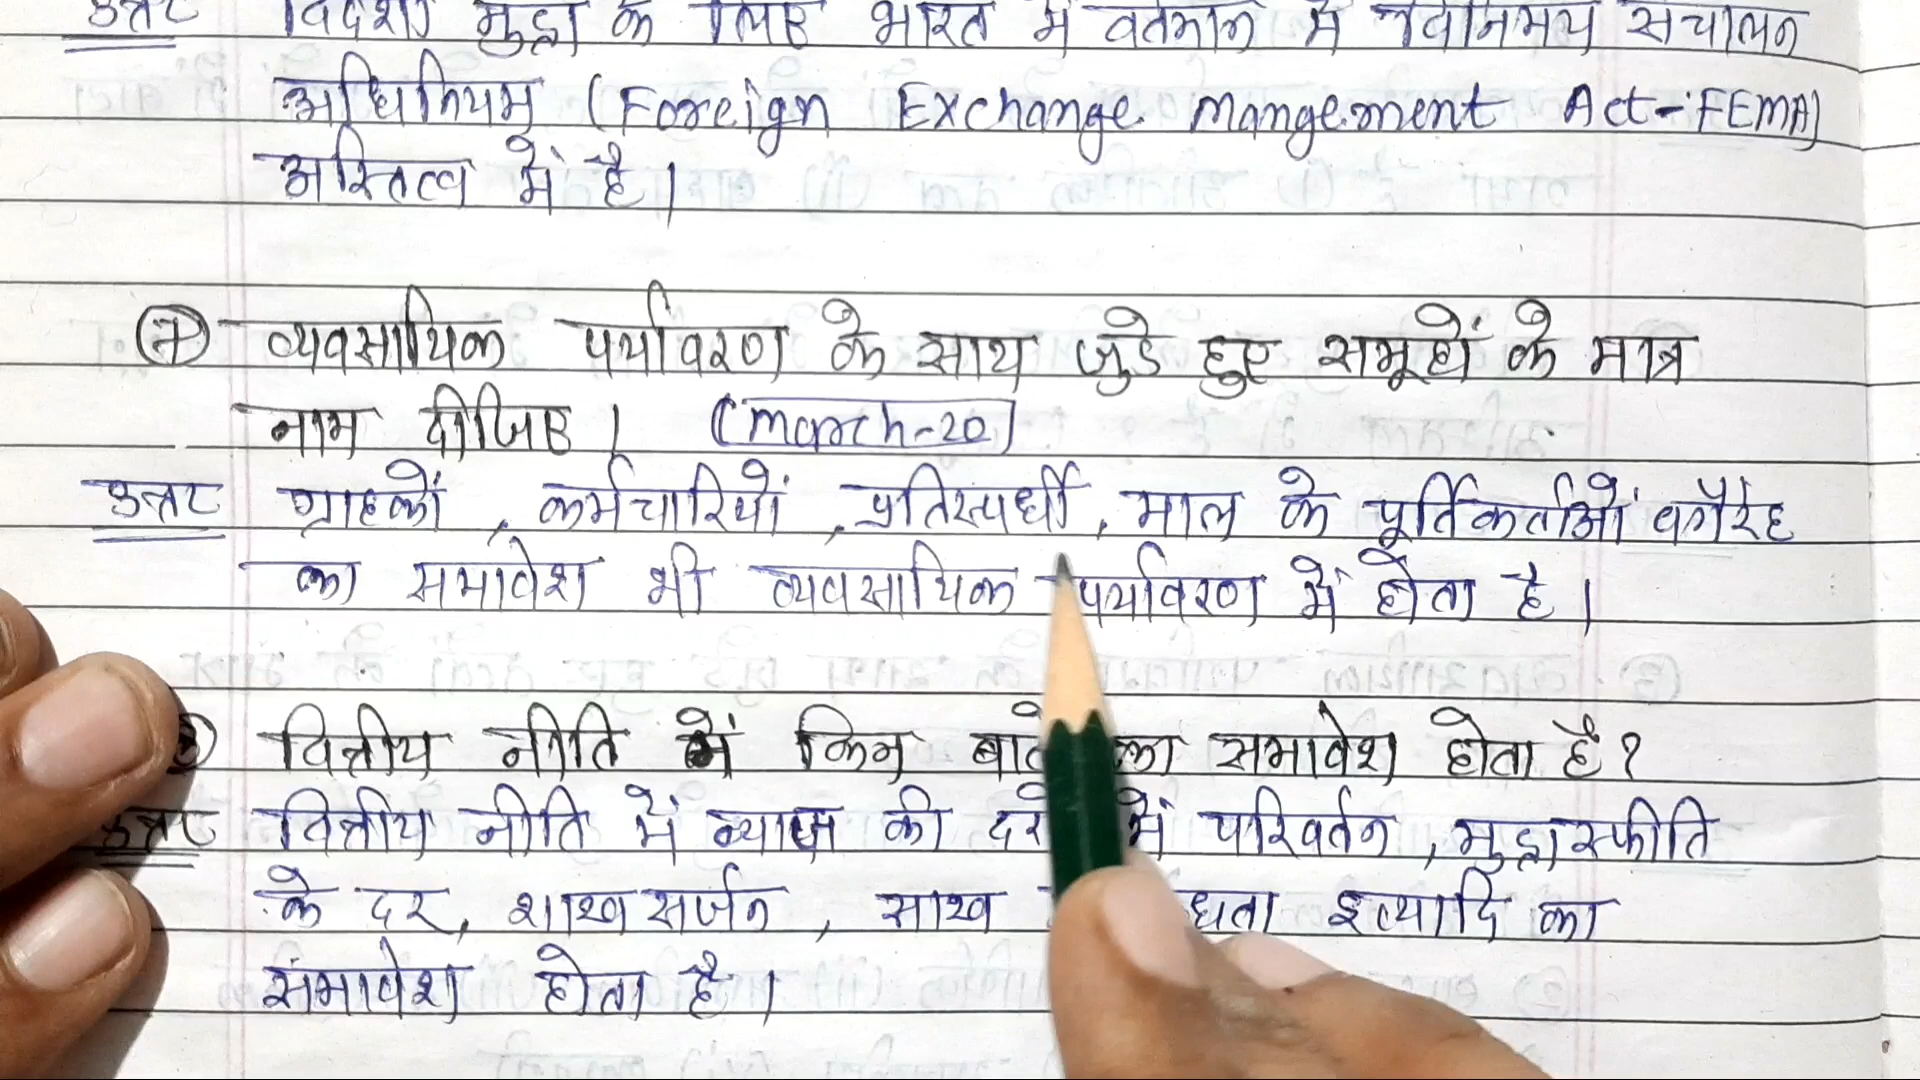 उत्तर विदेशी मुद्रा के लिए भारत में वर्तमान में विनिमय संचालन
अधिनियम (Foreign Exchange Mangement Act-FEMA)
अस्तित्व में है।
(7) व्यवसायिक पर्यावरण के साथ जुडे हुए समूहों के मात्र
नाम दीजिए। (March-20)
उत्तर ग्राहकों, कर्मचारियों, प्रतिस्पर्धी, माल के पूर्तिकर्ताओं वगैरह
का समावेश भी व्यवसायिक पर्यावरण में होता है।
वित्तीय नीति में किन का समावेश होता है?
उत्तर वित्तीय नीति में ब्याज की में परिवर्तन, मुद्रास्फीति
के दर, शाख सर्जन, साख इत्यादि का
समावेश होता है।